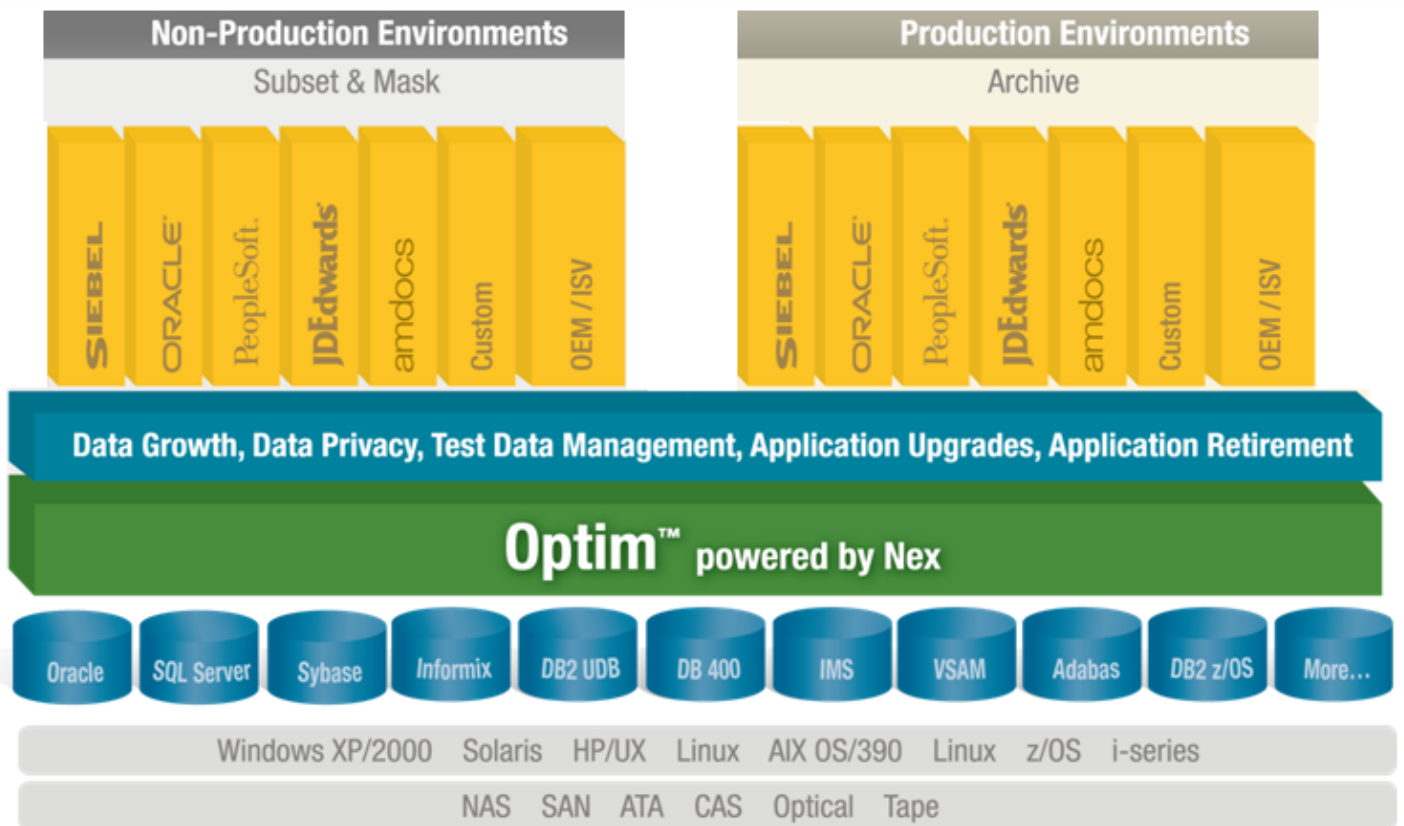 Non-Production Environments
Subset & Mask
SIEBEL
ORACLE®
PeopleSoft.
JDEdwards®
amdocs
Custom
OEM / ISV
Production Environments
Archive
SIEBEL
ORACLE®
PeopleSoft.
JDEdwards®
amdocs
Custom
OEM / ISV
Data Growth, Data Privacy, Test Data Management, Application Upgrades, Application Retirement
Optim™ powered by Nex
Oracle
SQL Server
Sybase
Informix
DB2 UDB
DB 400
IMS
VSAM
Adabas
DB2 z/OS
More...
Windows XP/2000 Solaris HP/UX Linux AIX OS/390 Linux z/OS i-series
NAS SAN ATA CAS Optical Tape